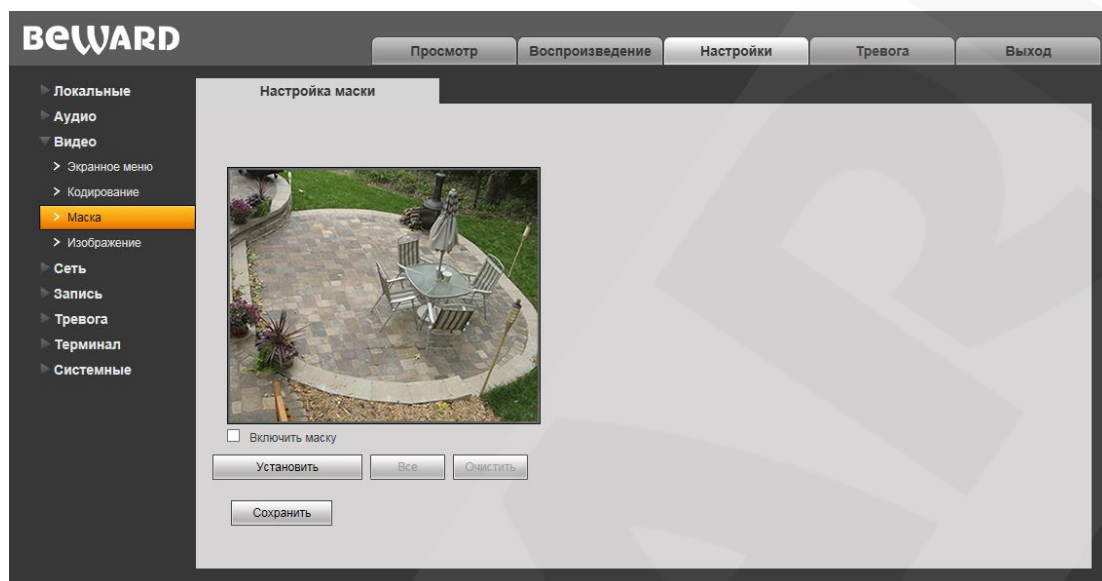 BEWARD
Просмотр Воспроизведение Настройки Тревога Выход
Локальные
Аудио
Видео
Экранное меню
Кодирование
Маска
Изображение
Сеть
Запись
Тревога
Терминал
Системные
Настройка маски
Включить маску
Установить Все Очистить
Сохранить